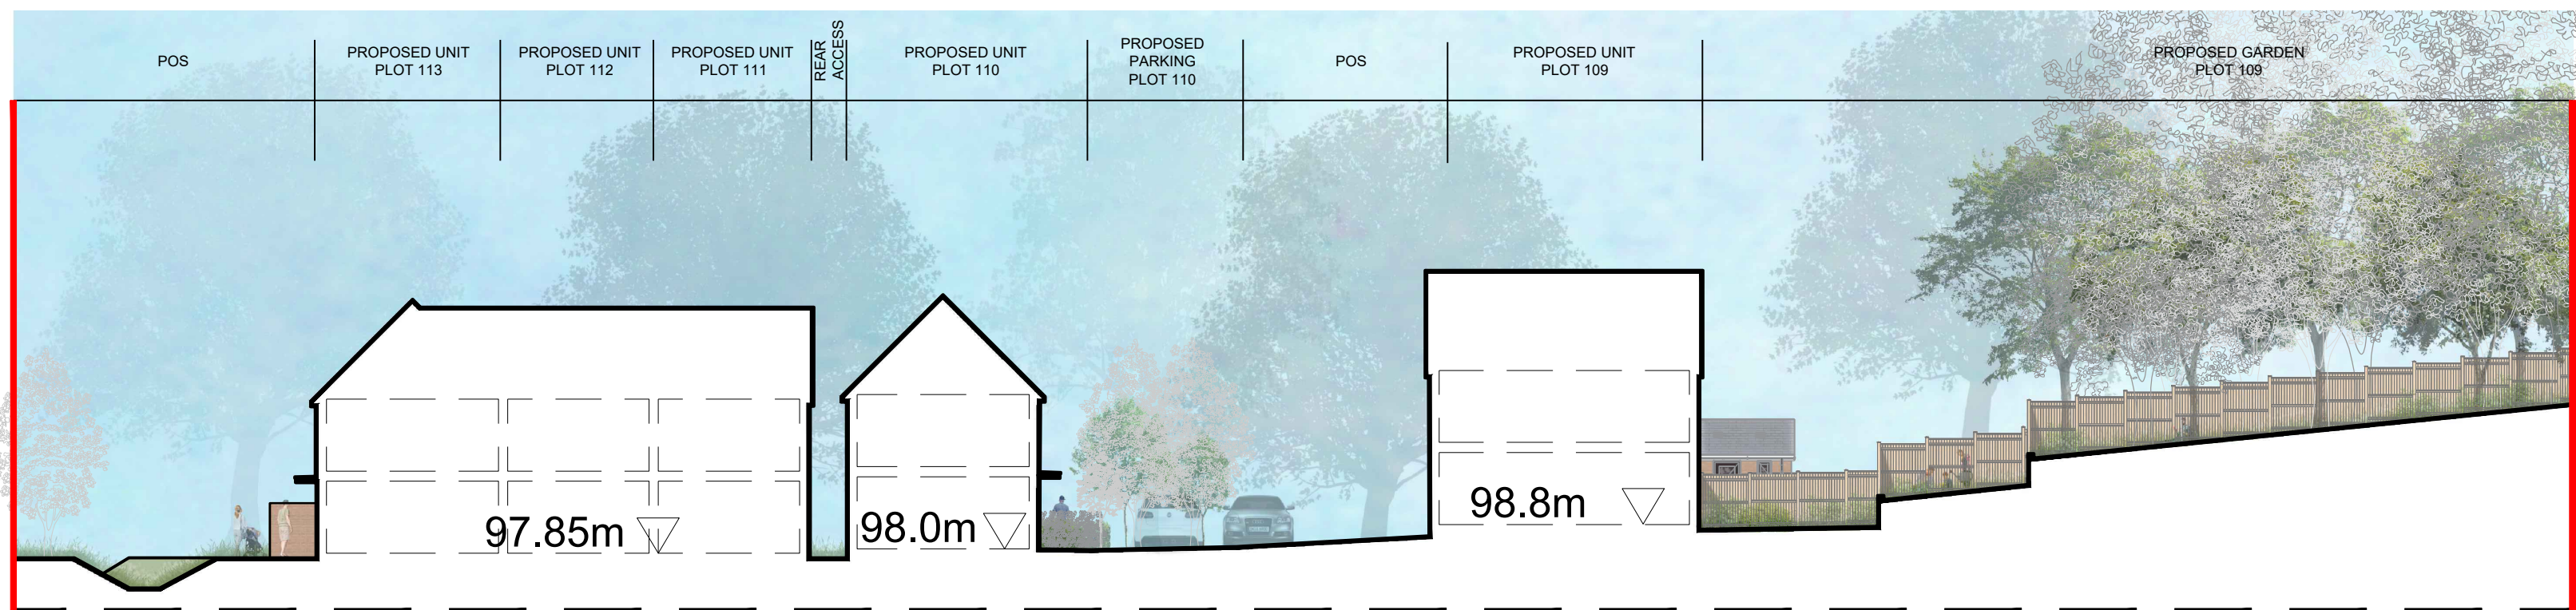 POS
PROPOSED UNIT
PLOT 113
PROPOSED UNIT
PLOT 112
PROPOSED UNIT
PLOT 111
REAR
ACCESS
PROPOSED UNIT
PLOT 110
PROPOSED
PARKING
PLOT 110
POS
PROPOSED UNIT
PLOT 109
PROPOSED GARDEN
PLOT 109
97.85m
98.0m
98.8m